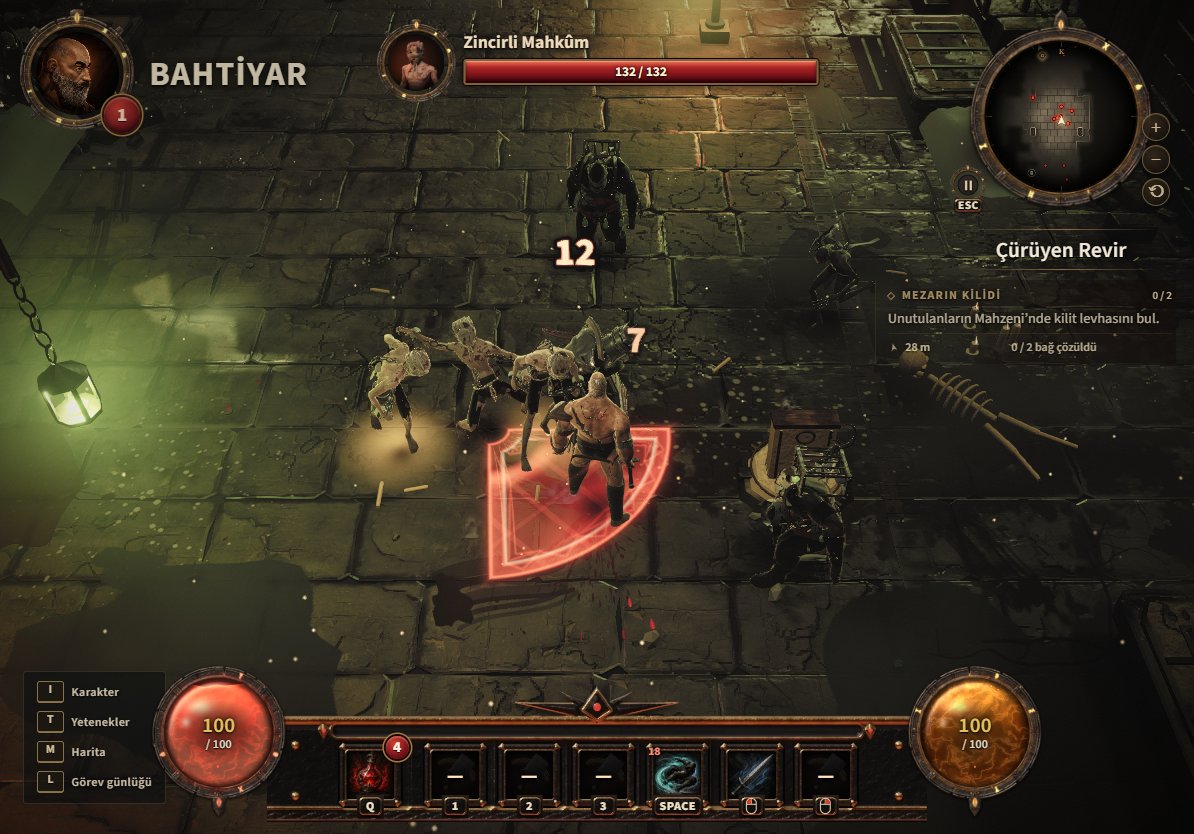 BAHTİYAR
1
Zincirli Mahkûm
132 / 132
K
+
−
ESC
Çürüyen Revir
MEZARIN KİLİDİ
0/2
Unutulanların Mahzeni'nde kilit levhasını bul.
28 m
0 / 2 bağ çözüldü
12
7
I Karakter
T Yetenekler
M Harita
L Görev günlüğü
100
/ 100
4
18
Q
1
2
3
SPACE
100
/ 100